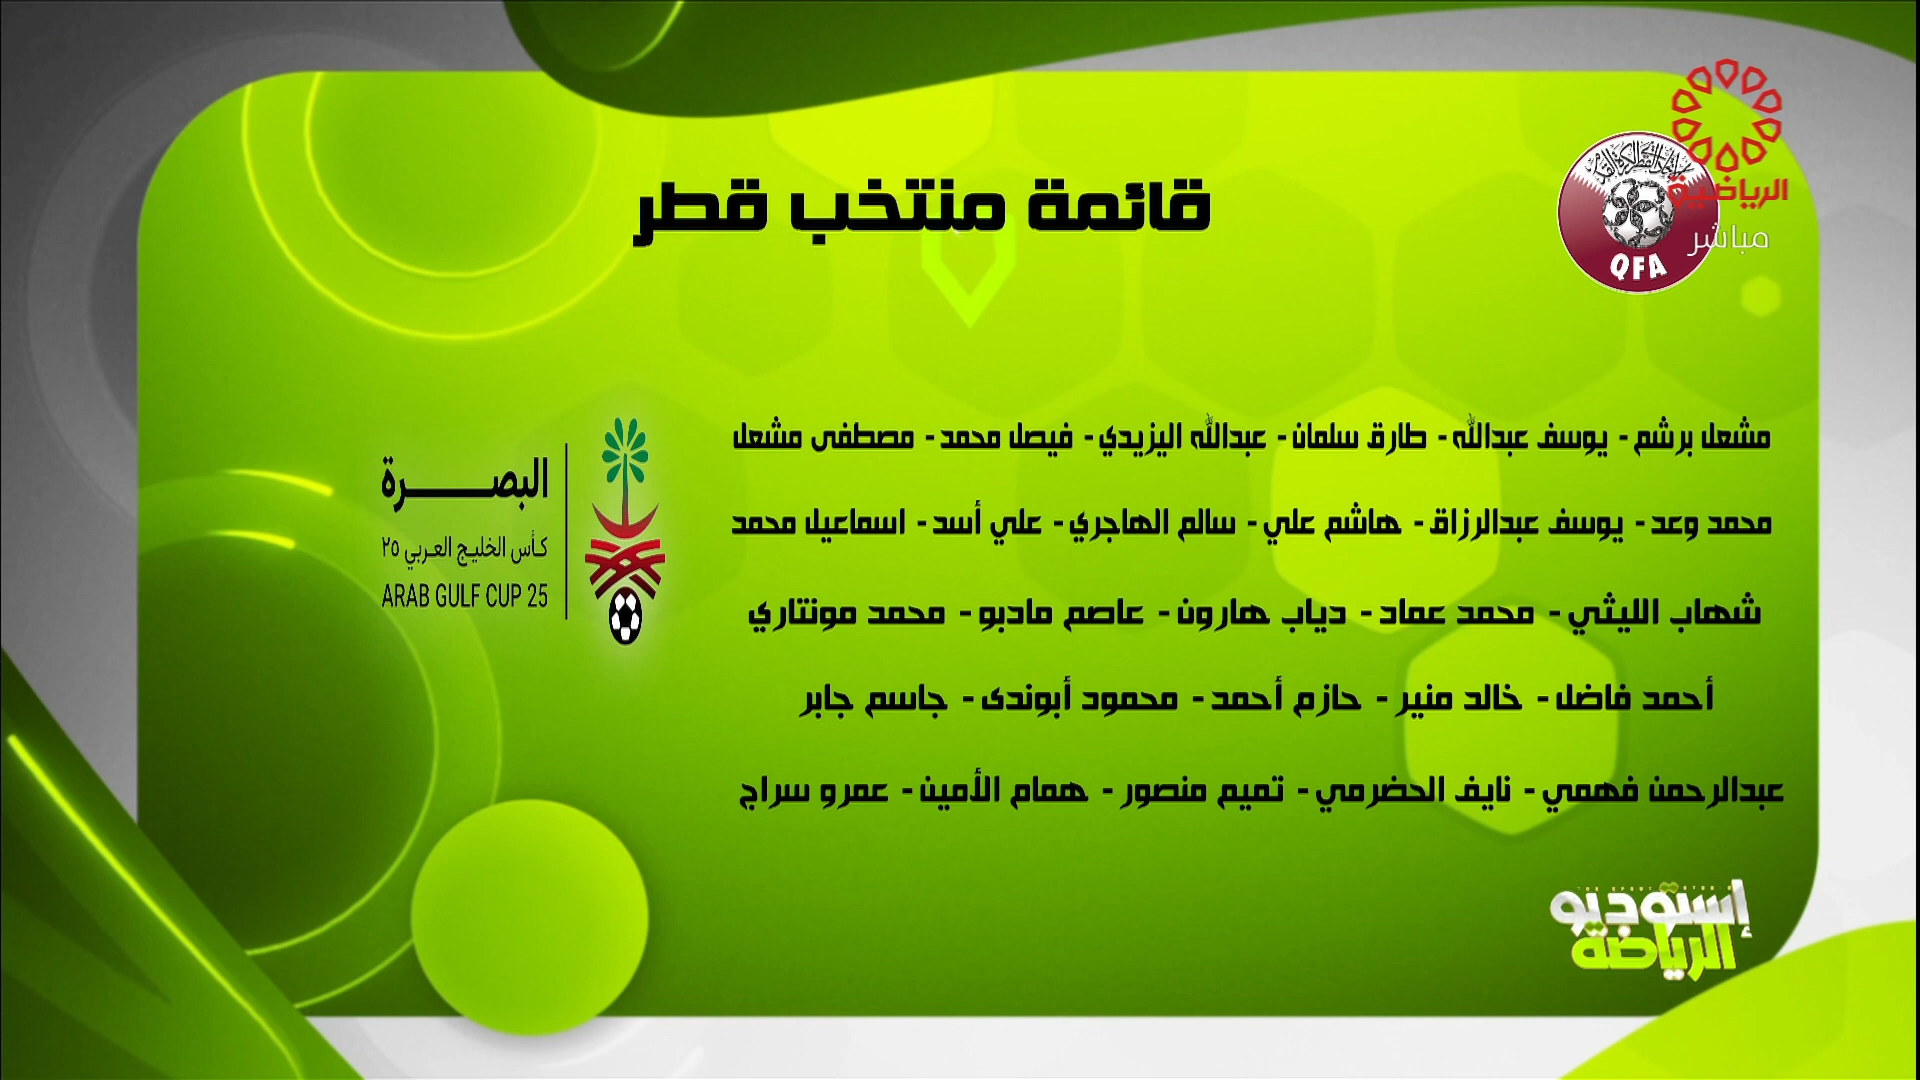 الرياضية
مباشر
QFA
قائمة منتخب قطر
مشعل برشم - يوسف عبدالله - طارق سلمان - عبدالله اليزيدي - فيصل محمد - مصطفى مشعل
محمد وعد - يوسف عبدالرزاق - هاشم علي - سالم الهاجري - علي أسد - اسماعيل محمد
شهاب الليثي - محمد عماد - دياب هارون - عاصم مادبو - محمد مونتاري
أحمد فاضل - خالد منير - حازم أحمد - محمود أبوندى - جاسم جابر
عبدالرحمن فهمي - نايف الحضرمي - تميم منصور - همام الأمين - عمرو سراج
البصرة
كأس الخليج العربي ٢٥
ARAB GULF CUP 25
إستوديو
الرياضة